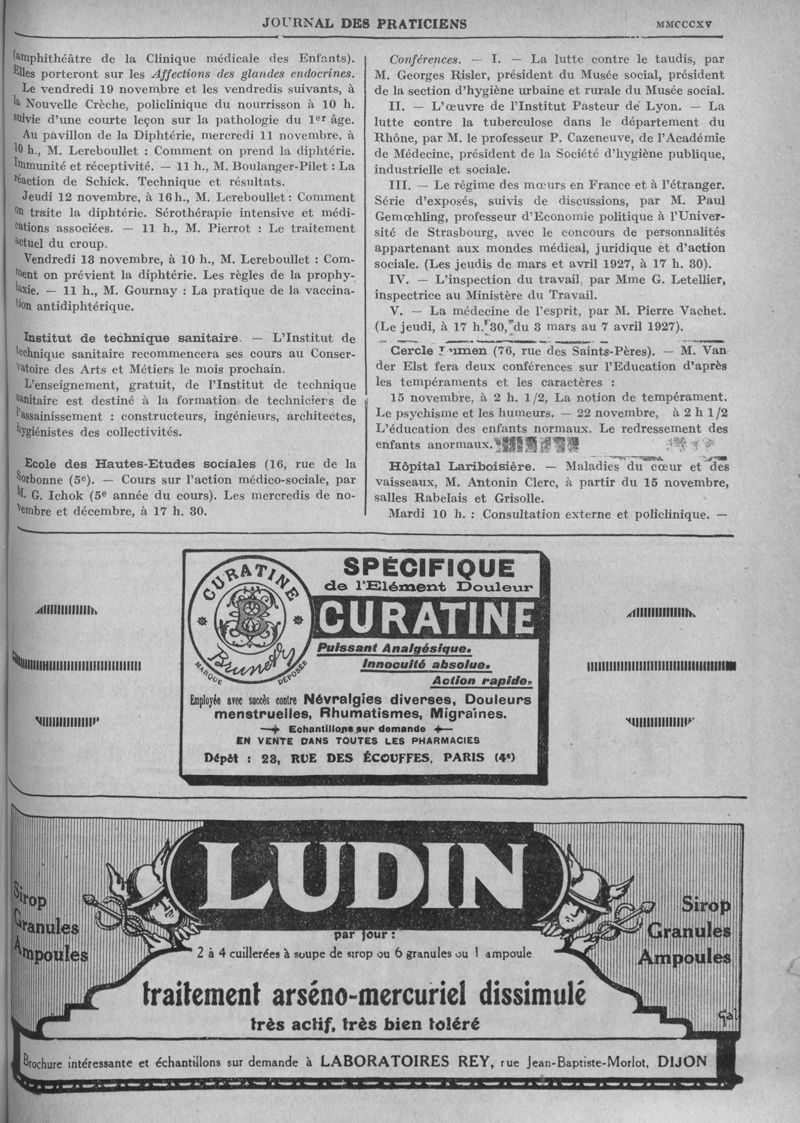 JOURNAL DES PRATICIENS
MMCCCXV
(amphithéâtre de la Clinique médicale des Enfants).
Elles porteront sur les Affections des glandes endocrines.
Le vendredi 19 novembre et les vendredis suivants, à
la Nouvelle Crèche, policlinique du nourrisson à 10 h.
suivie d'une courte leçon sur la pathologie du 1er âge.
Au pavillon de la Diphtérie, mercredi 11 novembre, à
10 h., M. Lereboullet : Comment on prend la diphtérie.
Immunité et réceptivité. — 11 h., M. Boulanger-Pilet : La
réaction de Schick. Technique et résultats.
Jeudi 12 novembre, à 16 h., M. Lereboullet : Comment
on traite la diphtérie. Sérothérapie intensive et médi-
cations associées. — 11 h., M. Pierrot : Le traitement
actuel du croup.
Vendredi 13 novembre, à 10 h., M. Lereboullet : Com-
ment on prévient la diphtérie. Les règles de la prophy-
laxie. — 11 h., M. Gournay : La pratique de la vaccina-
tion antidiphtérique.
Institut de technique sanitaire. — L'Institut de
technique sanitaire recommencera ses cours au Conser-
vatoire des Arts et Métiers le mois prochain.
L'enseignement, gratuit, de l'Institut de technique
sanitaire est destiné à la formation de techniciers de
l'assainissement : constructeurs, ingénieurs, architectes,
hygiénistes des collectivités.
Ecole des Hautes-Etudes sociales (16, rue de la
Sorbonne (5e). — Cours sur l'action médico-sociale, par
M. G. Ichok (5e année du cours). Les mercredis de no-
vembre et décembre, à 17 h. 30.
Conférences. — I. — La lutte contre le taudis, par
M. Georges Risler, président du Musée social, président
de la section d'hygiène urbaine et rurale du Musée social.
II. — L'œuvre de l'Institut Pasteur de Lyon. — La
lutte contre la tuberculose dans le département du
Rhône, par M. le professeur P. Cazeneuve, de l'Académie
de Médecine, président de la Société d'hygiène publique,
industrielle et sociale.
III. — Le régime des mœurs en France et à l'étranger.
Série d'exposés, suivis de discussions, par M. Paul
Gemœhling, professeur d'Economie politique à l'Univer-
sité de Strasbourg, avec le concours de personnalités
appartenant aux mondes médical, juridique et d'action
sociale. (Les jeudis de mars et avril 1927, à 17 h. 30).
IV. — L'inspection du travail, par Mme G. Letellier,
inspectrice au Ministère du Travail.
V. — La médecine de l'esprit, par M. Pierre Vachet.
(Le jeudi, à 17 h. 30, du 3 mars au 7 avril 1927).
Cercle (76, rue des Saints-Pères). — M. Van
der Elst fera deux conférences sur l'Education d'après
les tempéraments et les caractères :
15 novembre, à 2 h. 1/2, La notion de tempérament.
Le psychisme et les humeurs. — 22 novembre, à 2 h 1/2
L'éducation des enfants normaux. Le redressement des
enfants anormaux.
Hôpital Lariboisière. — Maladies du cœur et des
vaisseaux, M. Antonin Clerc, à partir du 15 novembre,
salles Rabelais et Grisolle.
Mardi 10 h. : Consultation externe et policlinique. —
CURATINE
Brunety
MARQUE DÉPOSÉE
SPÉCIFIQUE
de l'Elément Douleur
CURATINE
Puissant Analgésique.
Innocuité absolue.
Action rapide.
Employée avec succès contre Névralgies diverses, Douleurs
menstruelles, Rhumatismes, Migraines.
Echantillons sur demande
EN VENTE DANS TOUTES LES PHARMACIES
Dépôt : 23, RUE DES ÉCOUFFES, PARIS (4e)
LUDIN
Sirop
Granules
Ampoules
Sirop
Granules
Ampoules
par jour :
2 à 4 cuillerées à soupe de sirop ou 6 granules ou 1 ampoule
traitement arséno-mercuriel dissimulé
très actif, très bien toléré
Gal
Brochure intéressante et échantillons sur demande à LABORATOIRES REY, rue Jean-Baptiste-Morlot, DIJON